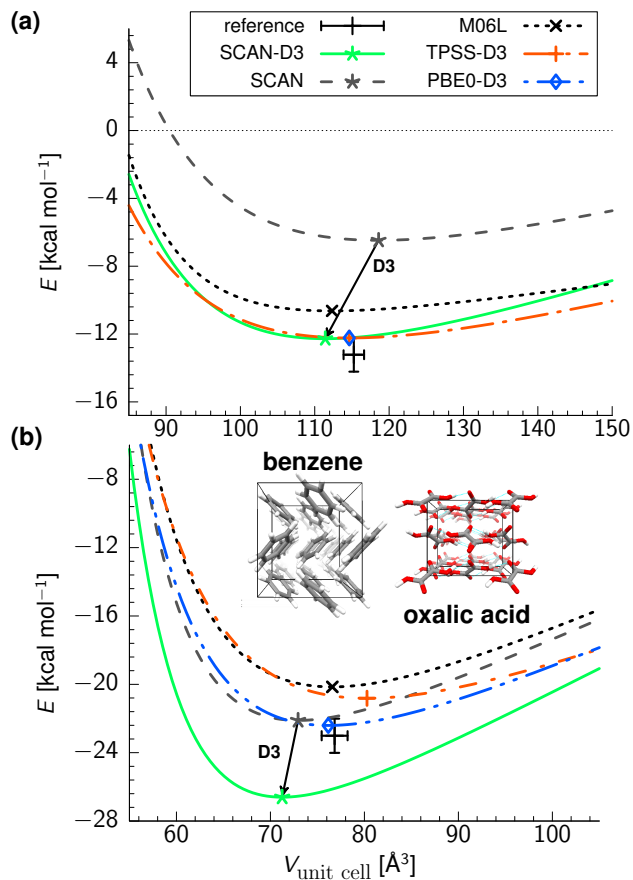 (a)
reference
SCAN-D3
SCAN
M06L
TPSS-D3
PBE0-D3
4
0
−4
−8
−12
−16
E [kcal mol−1]
D3
90 100 110 120 130 140 150
(b)
benzene
oxalic acid
−8
−12
−16
−20
−24
−28
E [kcal mol−1]
D3
60 70 80 90 100
Vunit cell [Å3]